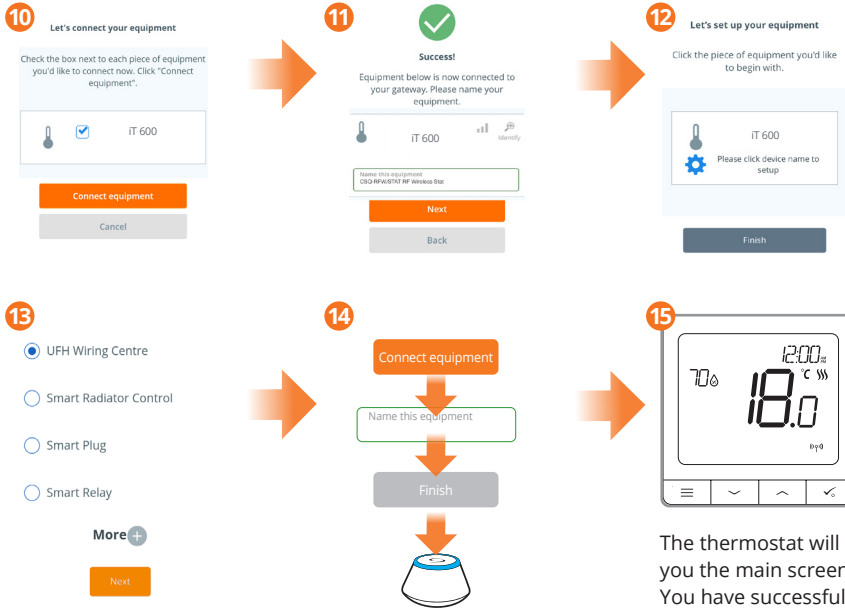 10
Let's connect your equipment
Check the box next to each piece of equipment
you'd like to connect now. Click "Connect
equipment".
iT 600
Connect equipment
Cancel
11
Success!
Equipment below is now connected to
your gateway. Please name your
equipment.
iT 600
Identify
Name this equipment
CSQ-RFW/STAT RF Wireless Stat
Next
Back
12
Let's set up your equipment
Click the piece of equipment you'd like
to begin with.
iT 600
Please click device name to
setup
Finish
13
UFH Wiring Centre
Smart Radiator Control
Smart Plug
Smart Relay
More
Next
14
Connect equipment
Name this equipment
Finish
15
12:00
70
18.0
°C
The thermostat will
you the main screen
You have successful